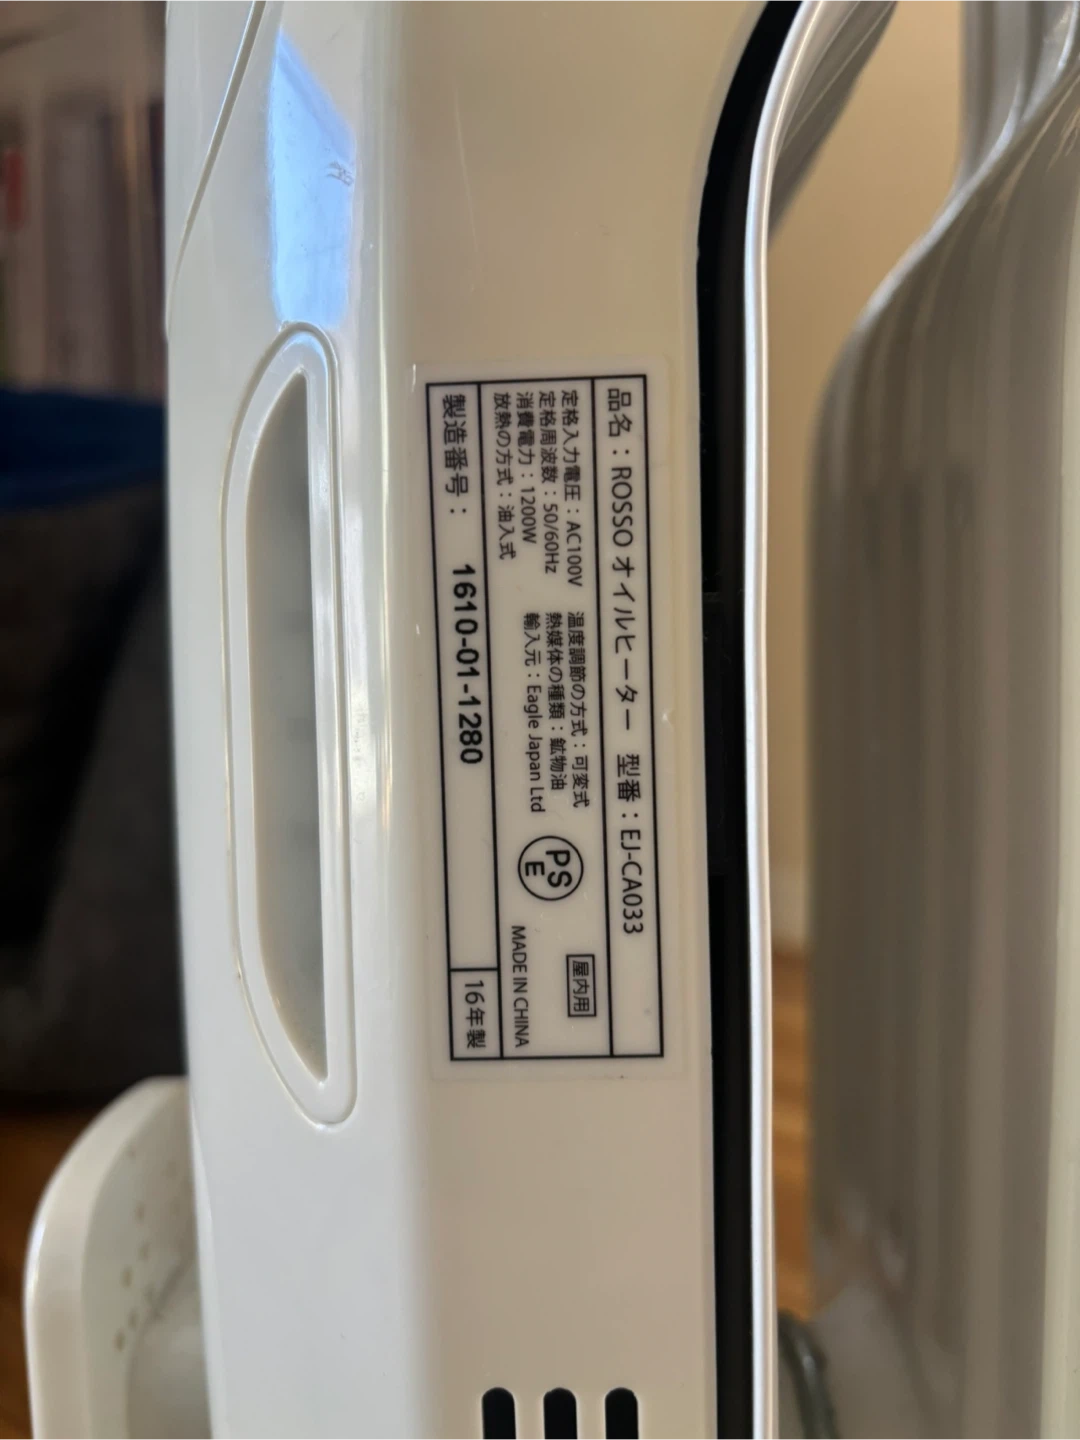 品名：ROSSO オイルヒーター　型番：EJ-CA033
定格入力電圧：AC100V　温度調節の方式：可変式
定格周波数：50/60Hz　熱媒体の種類：鉱物油
消費電力：1200W　輸入元：Eagle Japan Ltd
放熱の方式：油入式
PS
E
屋内用
MADE IN CHINA
製造番号：　1610-01-1280
16年製